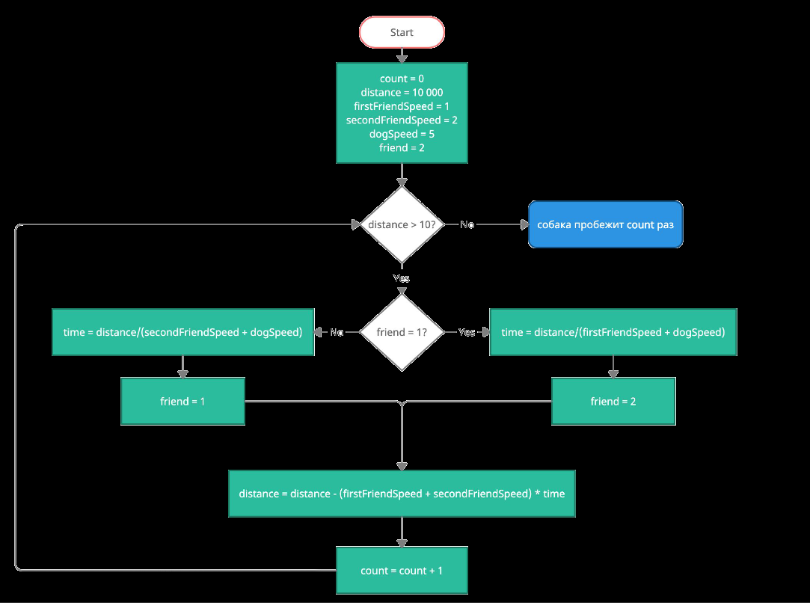 Start
count = 0
distance = 10 000
firstFriendSpeed = 1
secondFriendSpeed = 2
dogSpeed = 5
friend = 2
distance > 10?
No
собака пробежит count раз
Yes
time = distance/(secondFriendSpeed + dogSpeed)
No
friend = 1?
Yes
time = distance/(firstFriendSpeed + dogSpeed)
friend = 1
friend = 2
distance = distance - (firstFriendSpeed + secondFriendSpeed) * time
count = count + 1